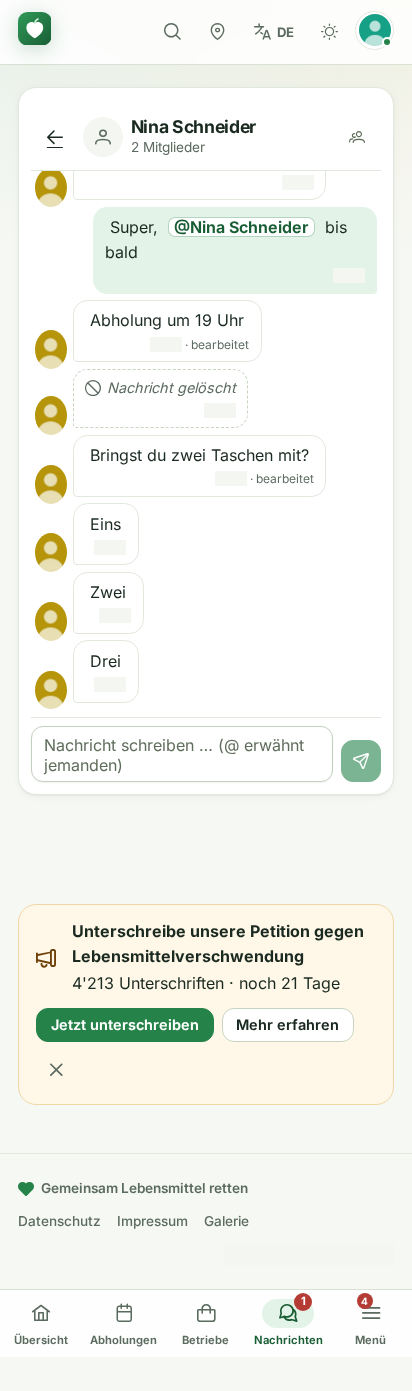 DE
Nina Schneider
2 Mitglieder
Super, @Nina Schneider bis
bald
Abholung um 19 Uhr
· bearbeitet
Nachricht gelöscht
Bringst du zwei Taschen mit?
· bearbeitet
Eins
Zwei
Drei
Nachricht schreiben … (@ erwähnt
jemanden)
Unterschreibe unsere Petition gegen
Lebensmittelverschwendung
4'213 Unterschriften · noch 21 Tage
Jetzt unterschreiben Mehr erfahren
Gemeinsam Lebensmittel retten
Datenschutz Impressum Galerie
1 4
Übersicht Abholungen Betriebe Nachrichten Menü